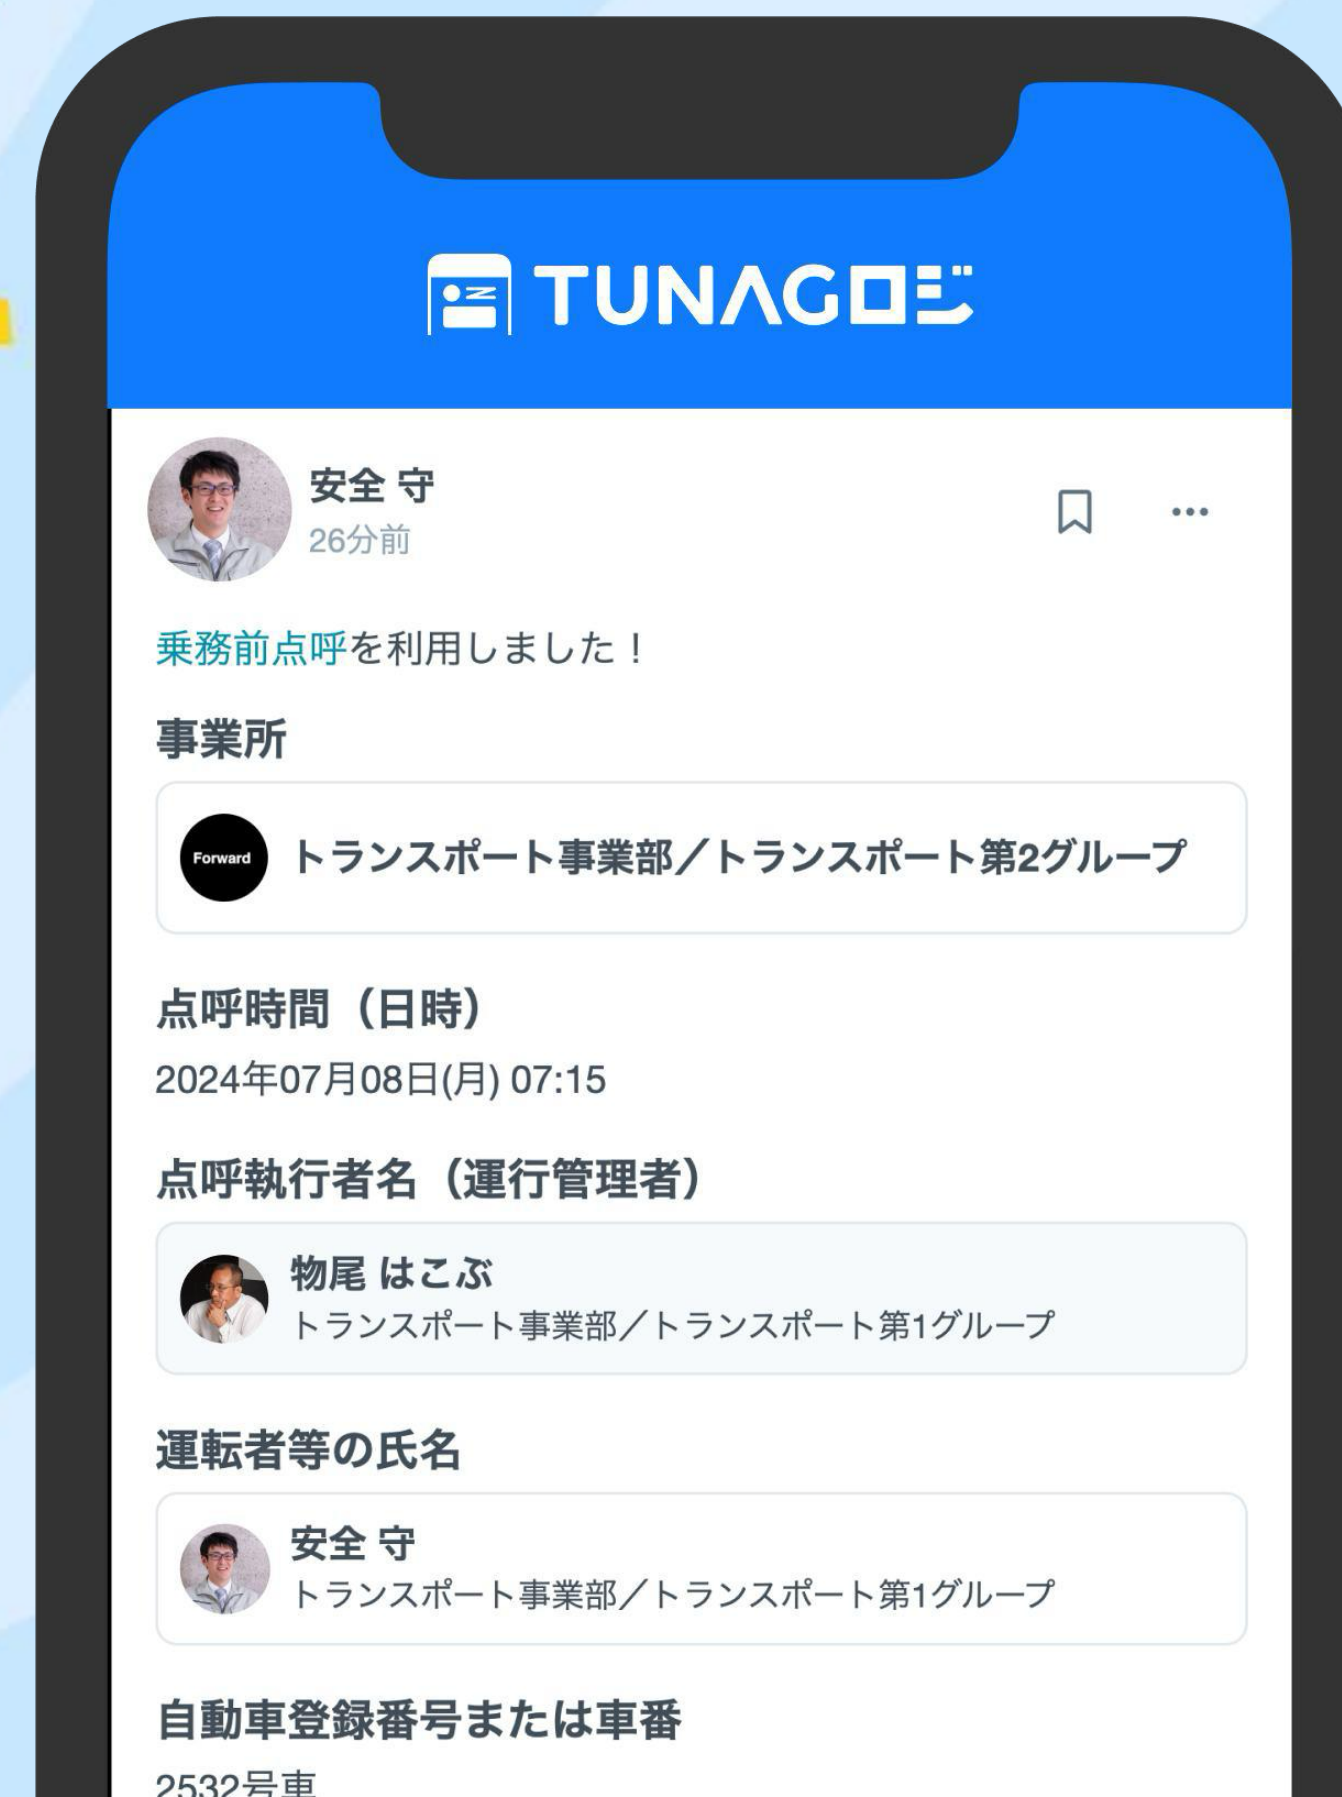 TUNAGロジ
安全 守
26分前
乗務前点呼を利用しました！
事業所
Forward
トランスポート事業部／トランスポート第2グループ
点呼時間（日時）
2024年07月08日(月) 07:15
点呼執行者名（運行管理者）
物尾 はこぶ
トランスポート事業部／トランスポート第1グループ
運転者等の氏名
安全 守
トランスポート事業部／トランスポート第1グループ
自動車登録番号または車番
2532号車